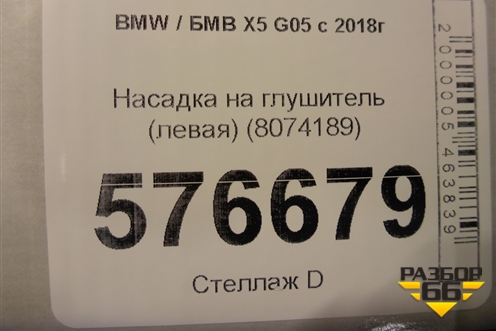 BMW / БМВ X5 G05 с 2018г
Насадка на глушитель
(левая) (8074189)
576679
Стеллаж D
2000005463839
РАЗБОР
66